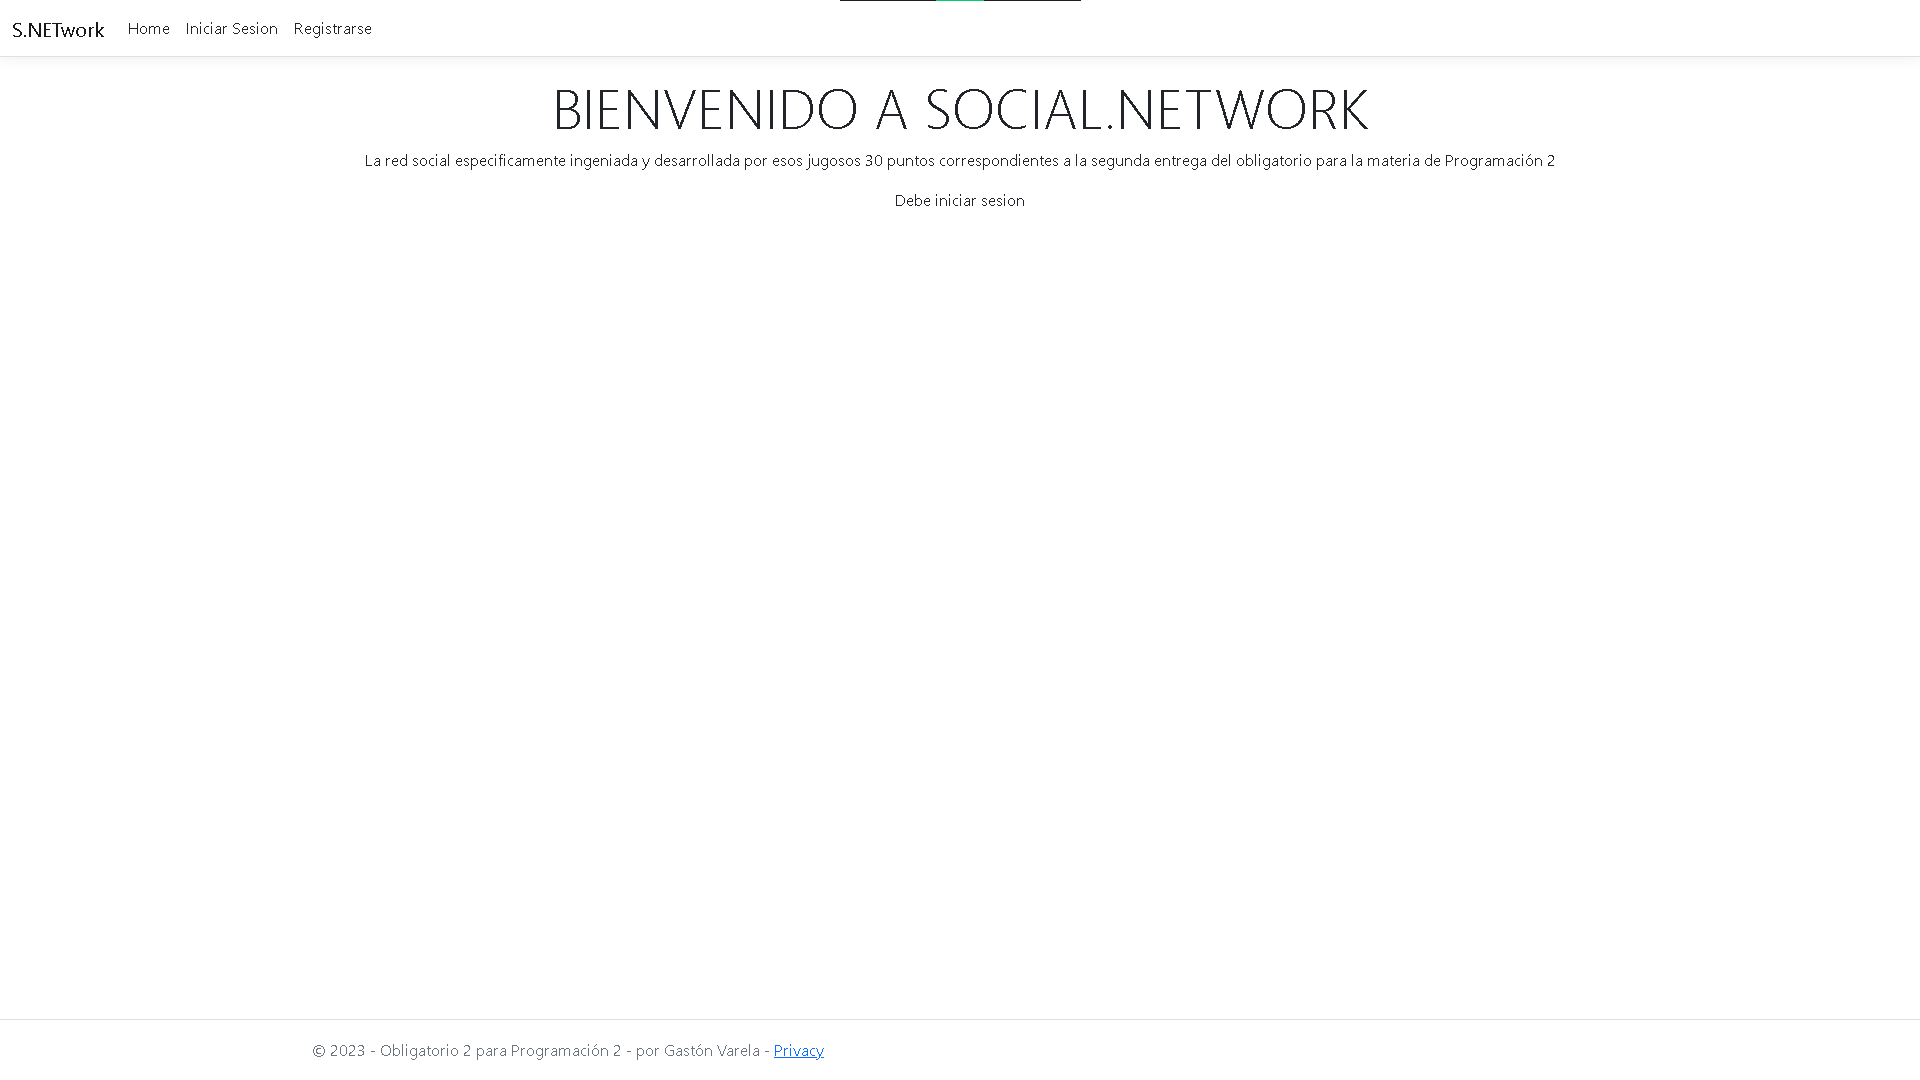 S.NETwork Home Iniciar Sesion Registrarse
BIENVENIDO A SOCIAL.NETWORK
La red social especificamente ingeniada y desarrollada por esos jugosos 30 puntos correspondientes a la segunda entrega del obligatorio para la materia de Programación 2
Debe iniciar sesion
© 2023 - Obligatorio 2 para Programación 2 - por Gastón Varela - Privacy